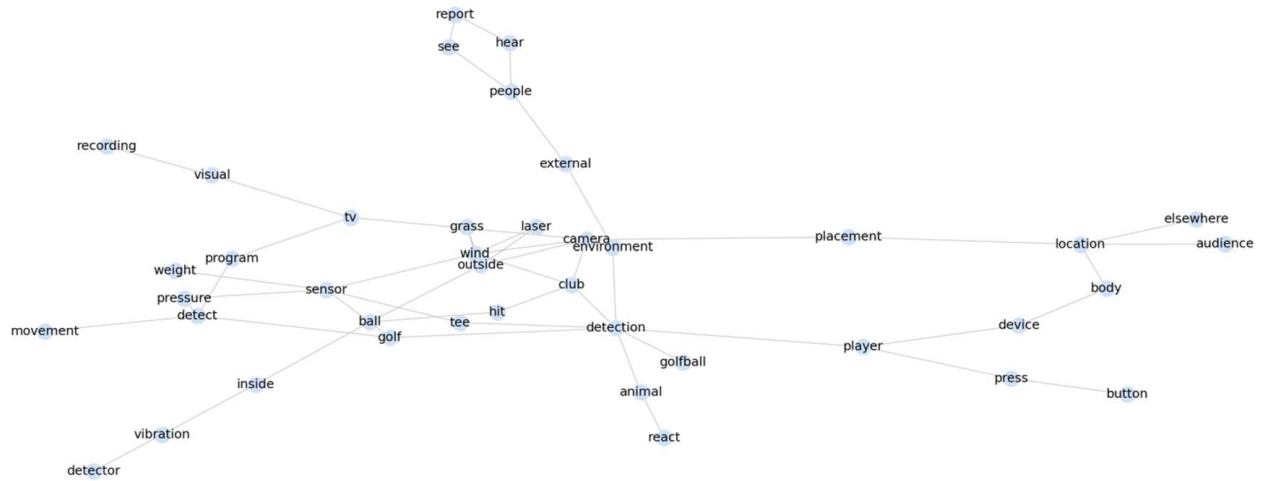 report
hear
see
people
recording
external
visual
tv
elsewhere
grass
laser
camera
placement
location
audience
environment
wind
program
outside
weight
sensor
club
body
pressure
hit
detect
ball
tee
device
movement
golf
detection
player
golfball
press
inside
animal
button
vibration
react
detector